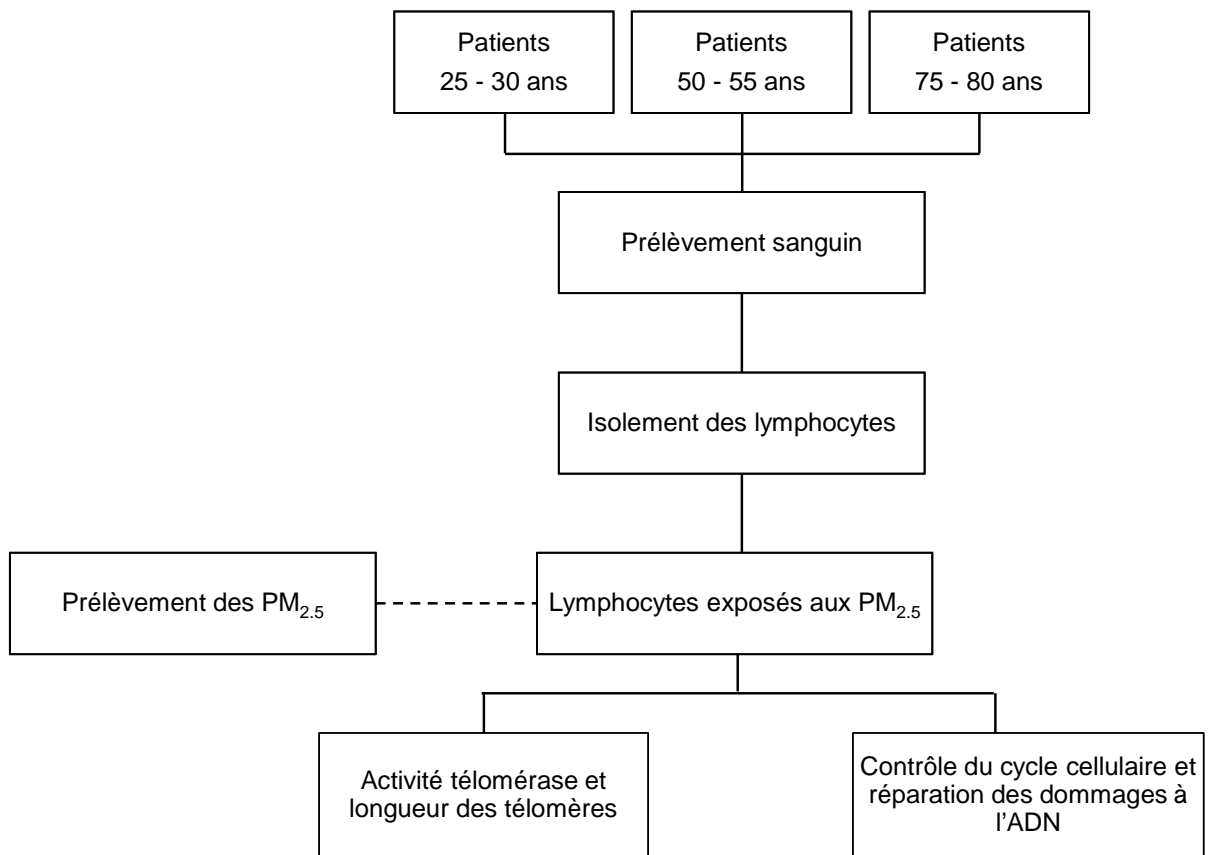 Patients
25 - 30 ans
Patients
50 - 55 ans
Patients
75 - 80 ans
Prélèvement sanguin
Isolement des lymphocytes
Prélèvement des PM2.5
Lymphocytes exposés aux PM2.5
Activité télomérase et
longueur des télomères
Contrôle du cycle cellulaire et
réparation des dommages à
l'ADN